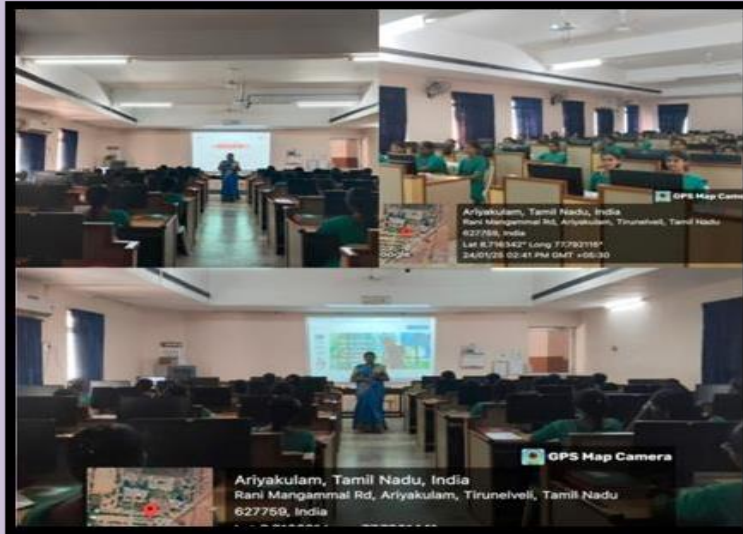 GPS Map Came
Ariyakulam, Tamil Nadu, India
Rani Mangammal Rd, Ariyakulam, Tirunelveli, Tamil Nadu
627759, India
Lat 8.716342° Long 77.792115°
24/01/25 02:41 PM GMT +05:30
GPS Map Camera
Ariyakulam, Tamil Nadu, India
Rani Mangammal Rd, Ariyakulam, Tirunelveli, Tamil Nadu
627759, India